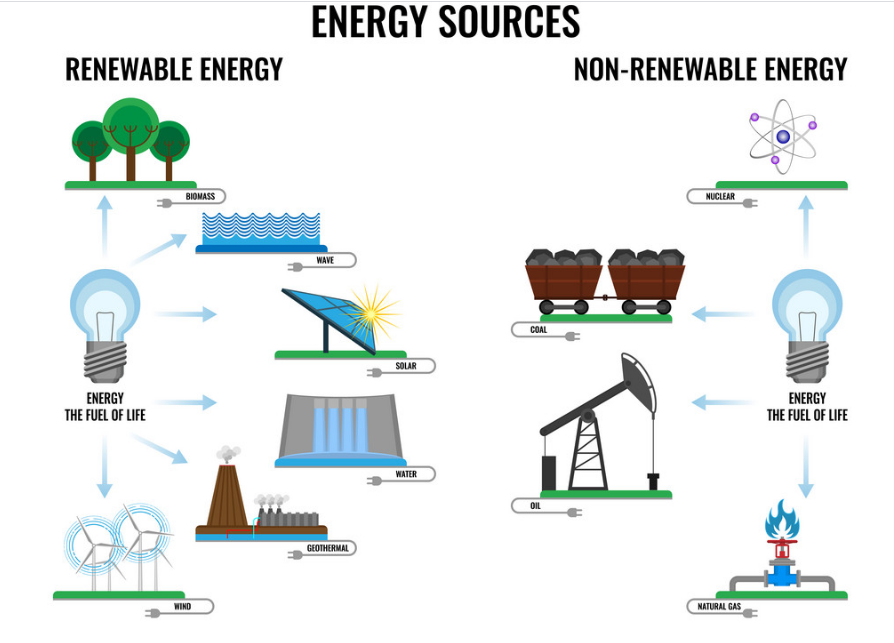 ENERGY SOURCES
RENEWABLE ENERGY
BIOMASS
WAVE
SOLAR
ENERGY
THE FUEL OF LIFE
WATER
GEOTHERMAL
WIND
NON-RENEWABLE ENERGY
NUCLEAR
COAL
ENERGY
THE FUEL OF LIFE
OIL
NATURAL GAS